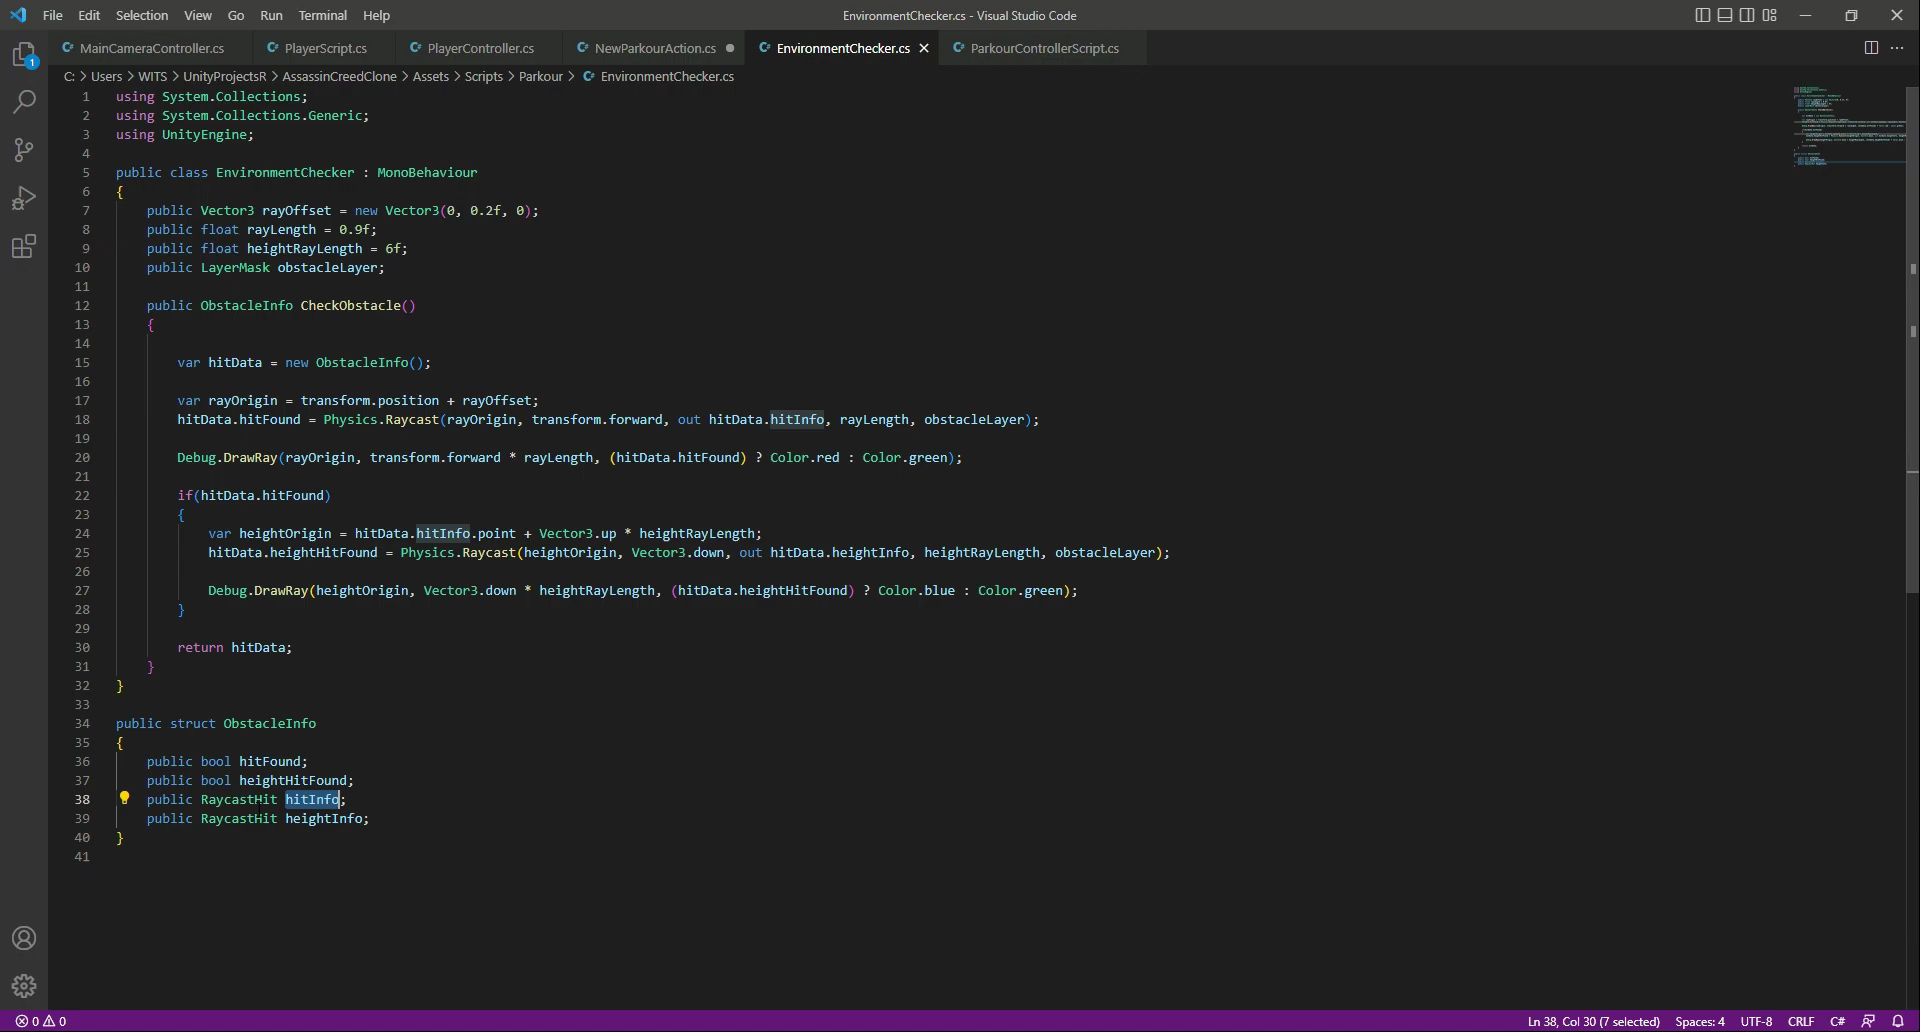 File Edit Selection View Go Run Terminal Help EnvironmentChecker.cs - Visual Studio Code
MainCameraController.cs PlayerScript.cs PlayerController.cs NewParkourAction.cs EnvironmentChecker.cs ParkourControllerScript.cs
C: > Users > WITS > UnityProjectsR > AssassinCreedClone > Assets > Scripts > Parkour > EnvironmentChecker.cs
1
1 using System.Collections;
2 using System.Collections.Generic;
3 using UnityEngine;
4
5 public class EnvironmentChecker : MonoBehaviour
6 {
7 public Vector3 rayOffset = new Vector3(0, 0.2f, 0);
8 public float rayLength = 0.9f;
9 public float heightRayLength = 6f;
10 public LayerMask obstacleLayer;
11
12 public ObstacleInfo CheckObstacle()
13 {
14
15 var hitData = new ObstacleInfo();
16
17 var rayOrigin = transform.position + rayOffset;
18 hitData.hitFound = Physics.Raycast(rayOrigin, transform.forward, out hitData.hitInfo, rayLength, obstacleLayer);
19
20 Debug.DrawRay(rayOrigin, transform.forward * rayLength, (hitData.hitFound) ? Color.red : Color.green);
21
22 if(hitData.hitFound)
23 {
24 var heightOrigin = hitData.hitInfo.point + Vector3.up * heightRayLength;
25 hitData.heightHitFound = Physics.Raycast(heightOrigin, Vector3.down, out hitData.heightInfo, heightRayLength, obstacleLayer);
26
27 Debug.DrawRay(heightOrigin, Vector3.down * heightRayLength, (hitData.heightHitFound) ? Color.blue : Color.green);
28 }
29
30 return hitData;
31 }
32 }
33
34 public struct ObstacleInfo
35 {
36 public bool hitFound;
37 public bool heightHitFound;
38 public RaycastHit hitInfo;
39 public RaycastHit heightInfo;
40 }
41
0 0 Ln 38, Col 30 (7 selected) Spaces: 4 UTF-8 CRLF C#